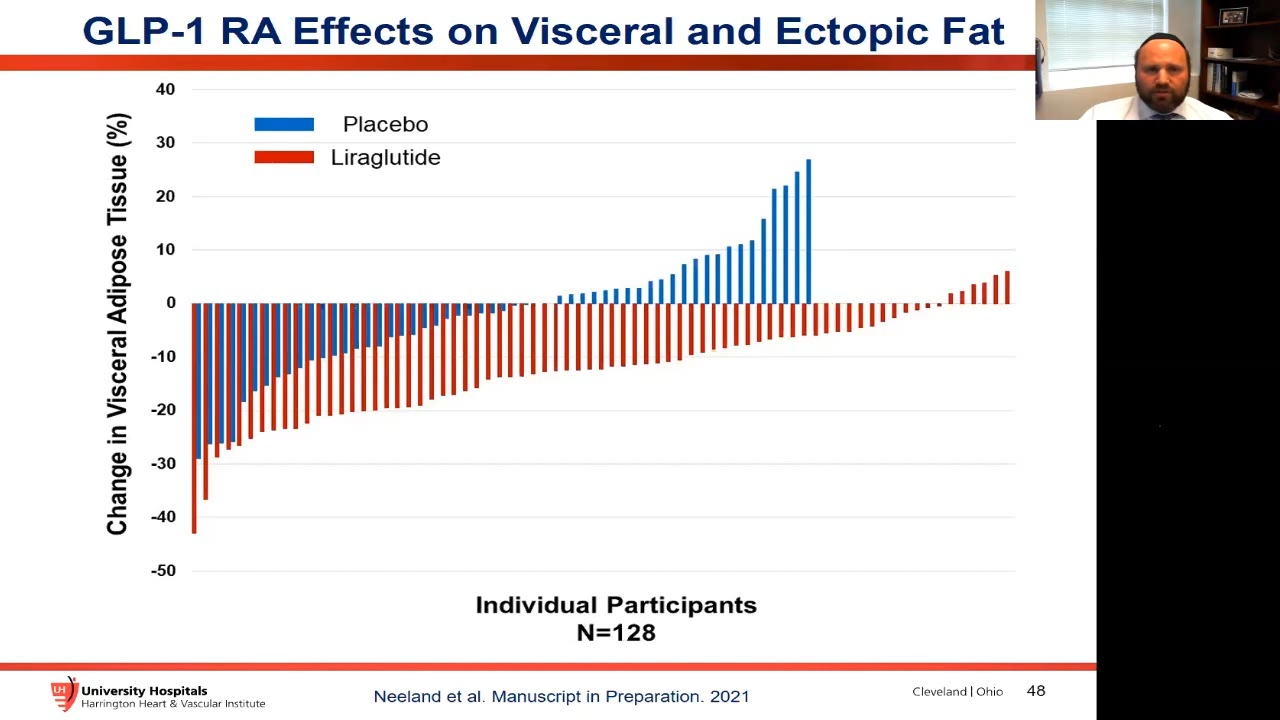 GLP-1 RA Effects on Visceral and Ectopic Fat
Change in Visceral Adipose Tissue (%)
40
30
20
10
0
-10
-20
-30
-40
-50
Placebo
Liraglutide
Individual Participants
N=128
UH
University Hospitals
Harrington Heart & Vascular Institute
Neeland et al. Manuscript in Preparation. 2021
Cleveland | Ohio
48